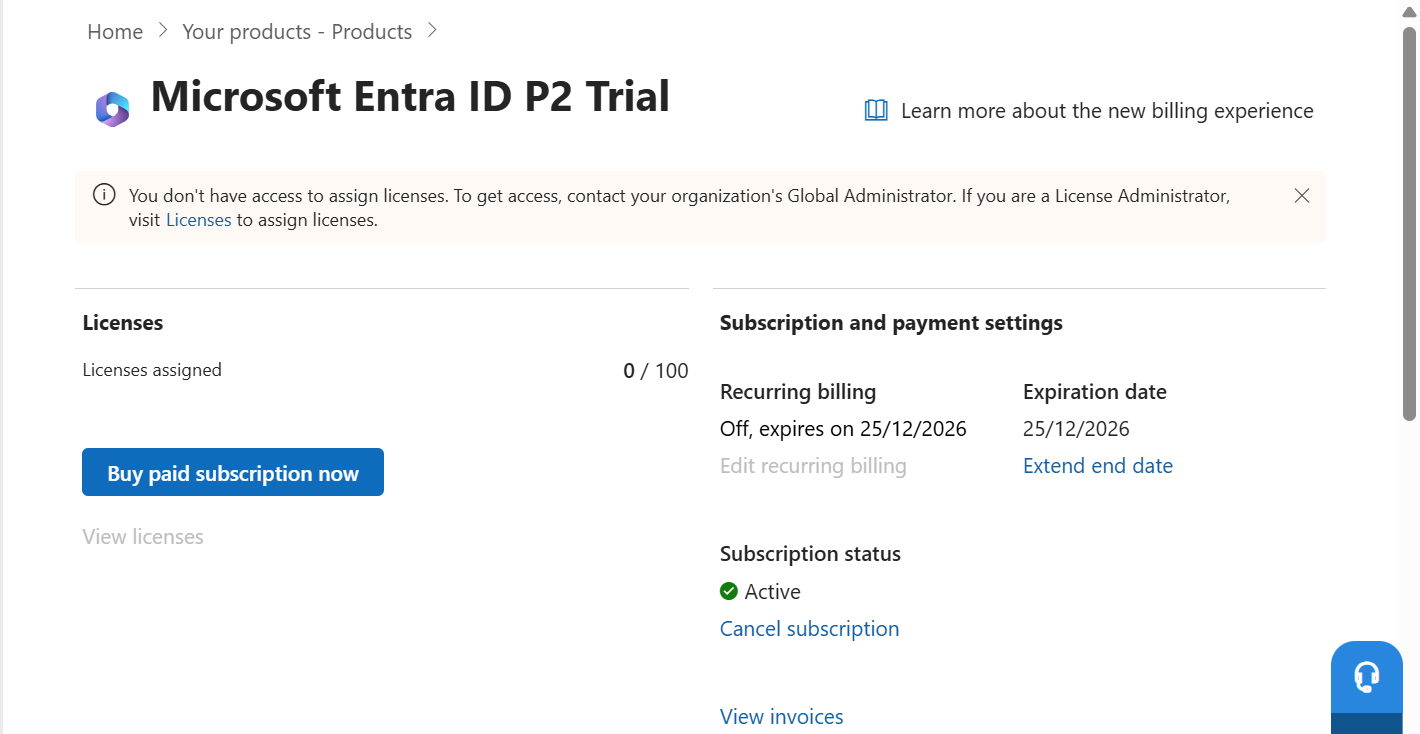 Home > Your products - Products >
Microsoft Entra ID P2 Trial
Learn more about the new billing experience
You don't have access to assign licenses. To get access, contact your organization's Global Administrator. If you are a License Administrator,
visit Licenses to assign licenses.
Licenses
Licenses assigned 0 / 100
Buy paid subscription now
View licenses
Subscription and payment settings
Recurring billing
Off, expires on 25/12/2026
Edit recurring billing
Expiration date
25/12/2026
Extend end date
Subscription status
Active
Cancel subscription
View invoices